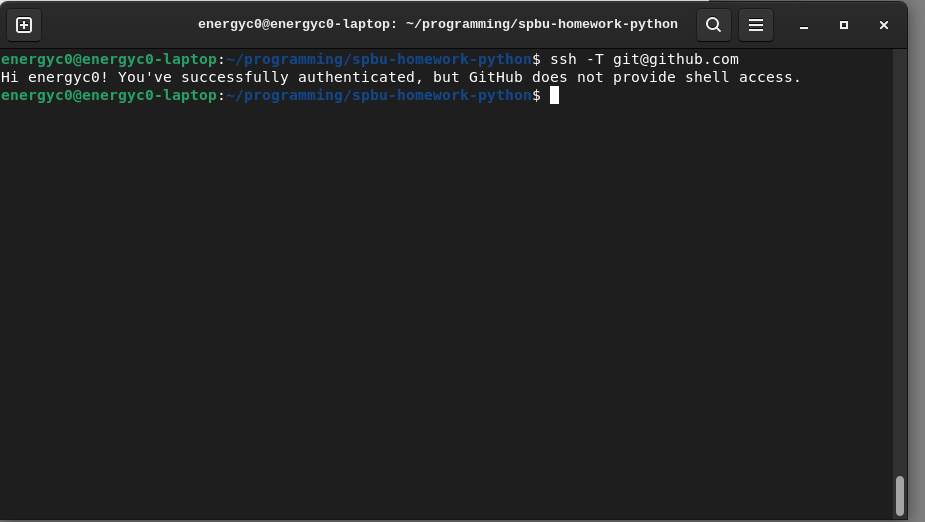 energyc0@energyc0-laptop: ~/programming/spbu-homework-python
energyc0@energyc0-laptop:~/programming/spbu-homework-python$ ssh -T git@github.com
Hi energyc0! You've successfully authenticated, but GitHub does not provide shell access.
energyc0@energyc0-laptop:~/programming/spbu-homework-python$